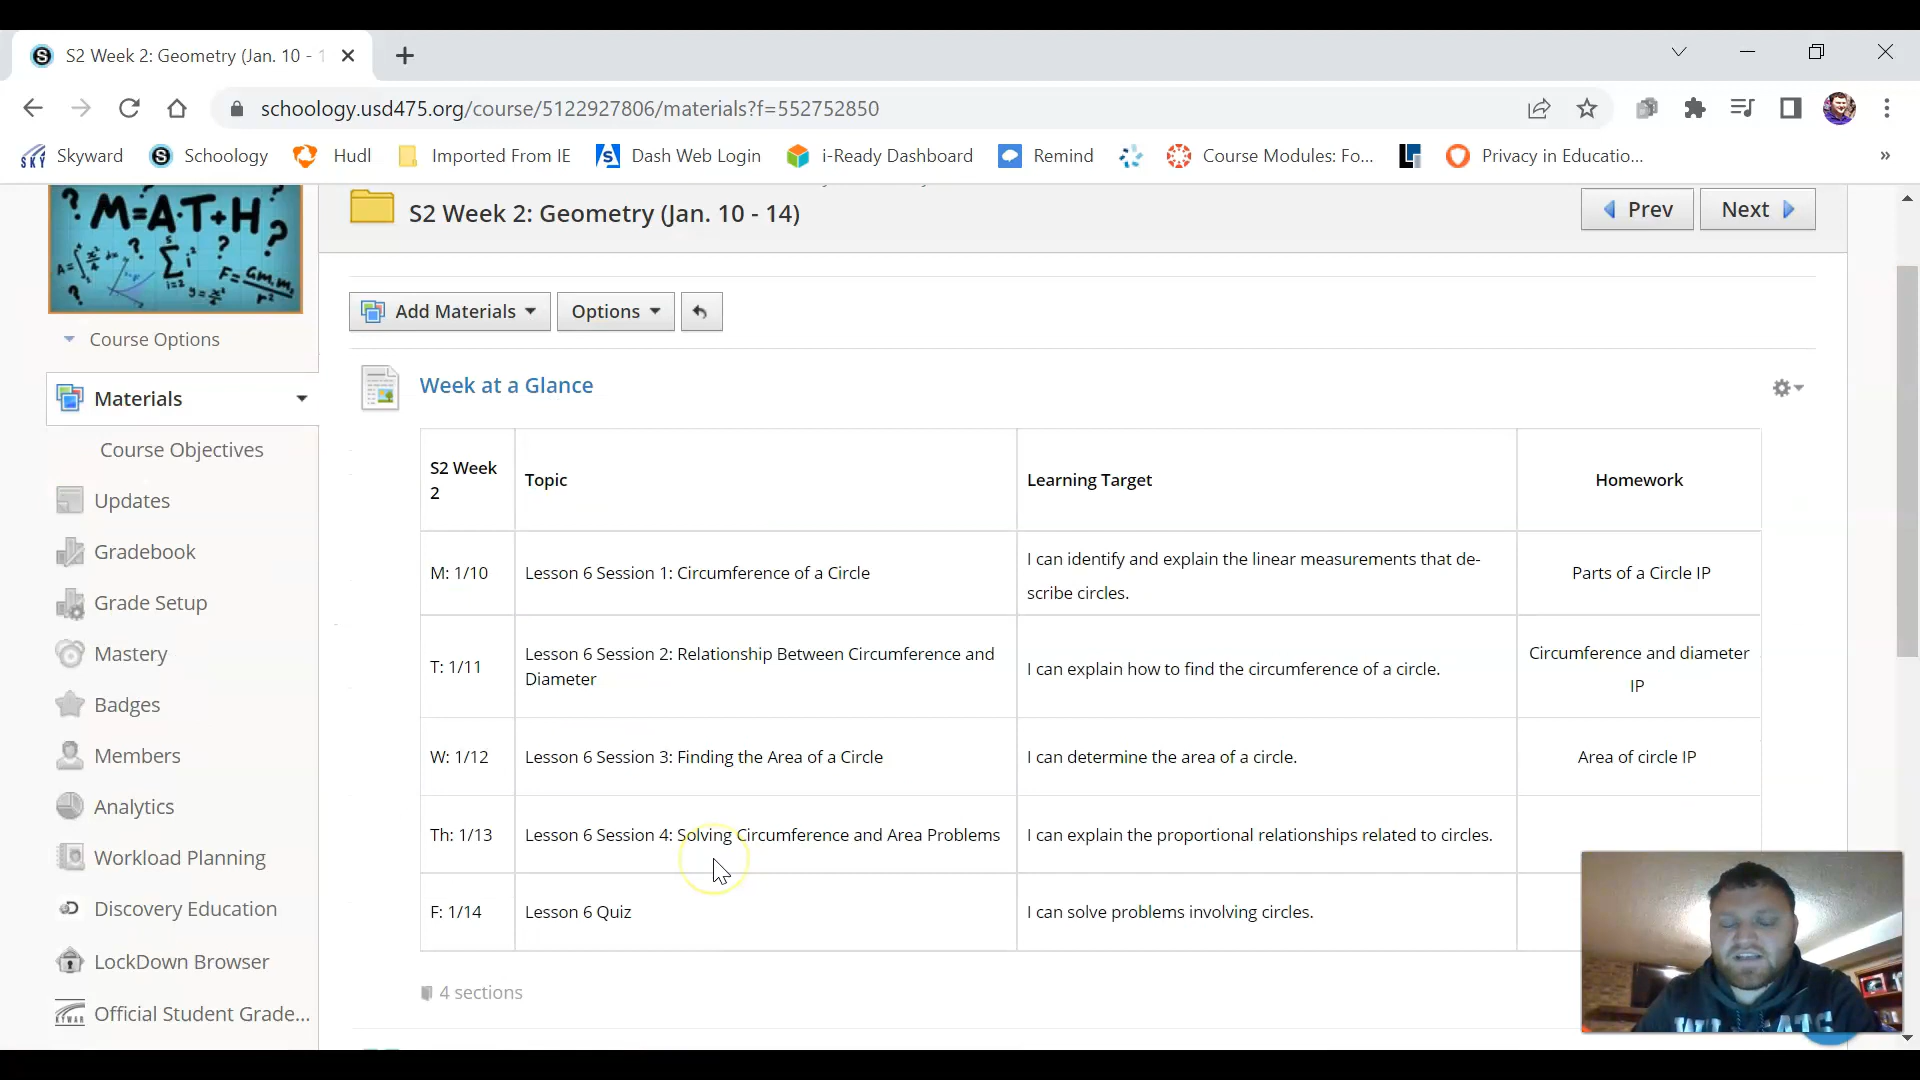 S2 Week 2: Geometry (Jan. 10 - 1
schoology.usd475.org/course/5122927806/materials?f=552752850
SKY Skyward
Schoology
Hudl
Imported From IE
Dash Web Login
i-Ready Dashboard
Remind
Course Modules: Fo...
Privacy in Educatio...
M=A·T+H
S2 Week 2: Geometry (Jan. 10 - 14)
Prev
Next
Add Materials
Options
Course Options
Materials
Course Objectives
Updates
Gradebook
Grade Setup
Mastery
Badges
Members
Analytics
Workload Planning
Discovery Education
LockDown Browser
Official Student Grade...
Week at a Glance
S2 Week
2
Topic
Learning Target
Homework
M: 1/10
Lesson 6 Session 1: Circumference of a Circle
I can identify and explain the linear measurements that de-
scribe circles.
Parts of a Circle IP
T: 1/11
Lesson 6 Session 2: Relationship Between Circumference and
Diameter
I can explain how to find the circumference of a circle.
Circumference and diameter
IP
W: 1/12
Lesson 6 Session 3: Finding the Area of a Circle
I can determine the area of a circle.
Area of circle IP
Th: 1/13
Lesson 6 Session 4: Solving Circumference and Area Problems
I can explain the proportional relationships related to circles.
F: 1/14
Lesson 6 Quiz
I can solve problems involving circles.
4 sections